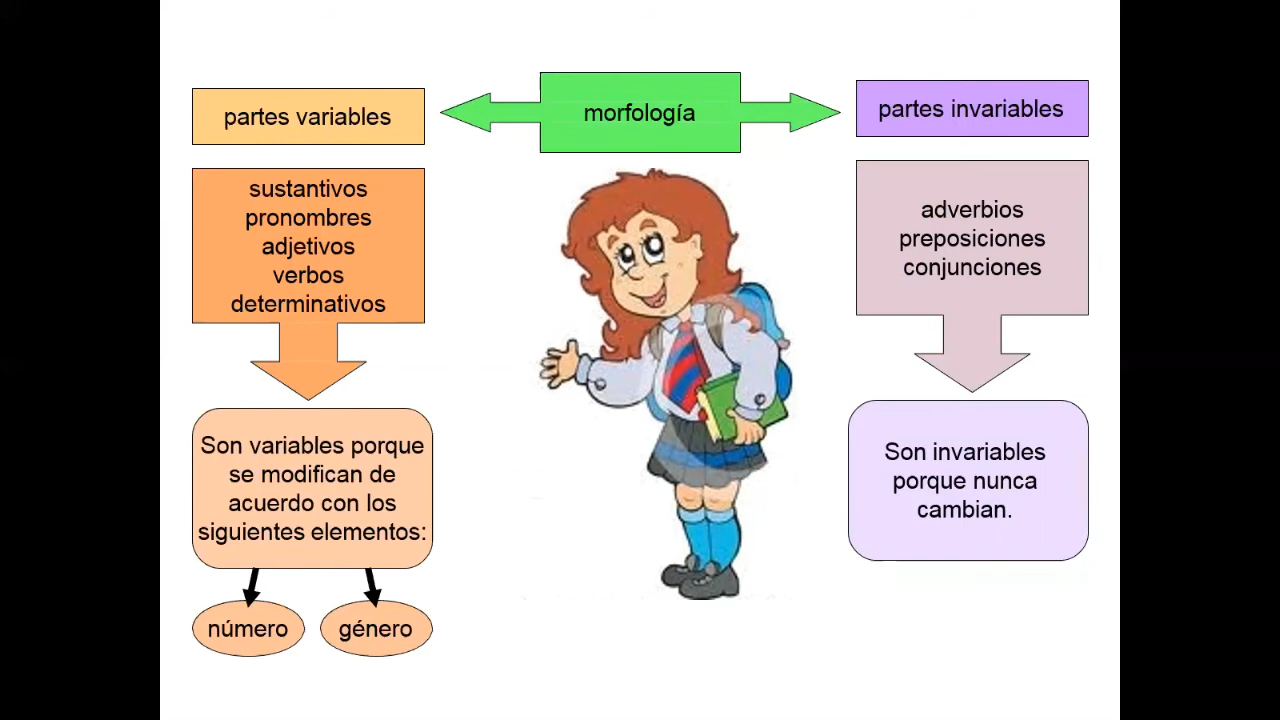 morfología
partes variables
partes invariables
sustantivos
pronombres
adjetivos
verbos
determinativos
adverbios
preposiciones
conjunciones
Son variables porque
se modifican de
acuerdo con los
siguientes elementos:
Son invariables
porque nunca
cambian.
número
género